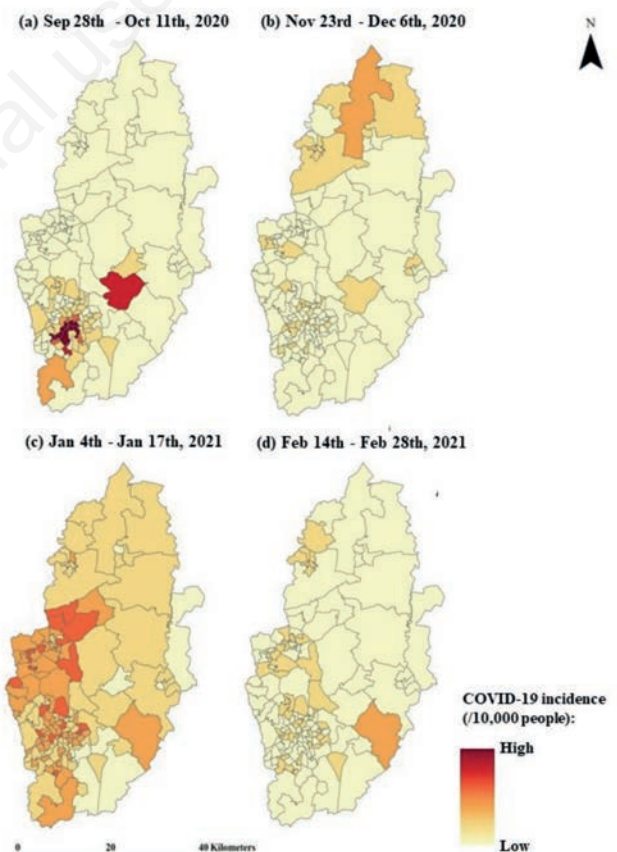 (a) Sep 28th - Oct 11th, 2020
(b) Nov 23rd - Dec 6th, 2020
N
(c) Jan 4th - Jan 17th, 2021
(d) Feb 14th - Feb 28th, 2021
COVID-19 incidence
(/10,000 people):
High
Low
0 20 40 Kilometers